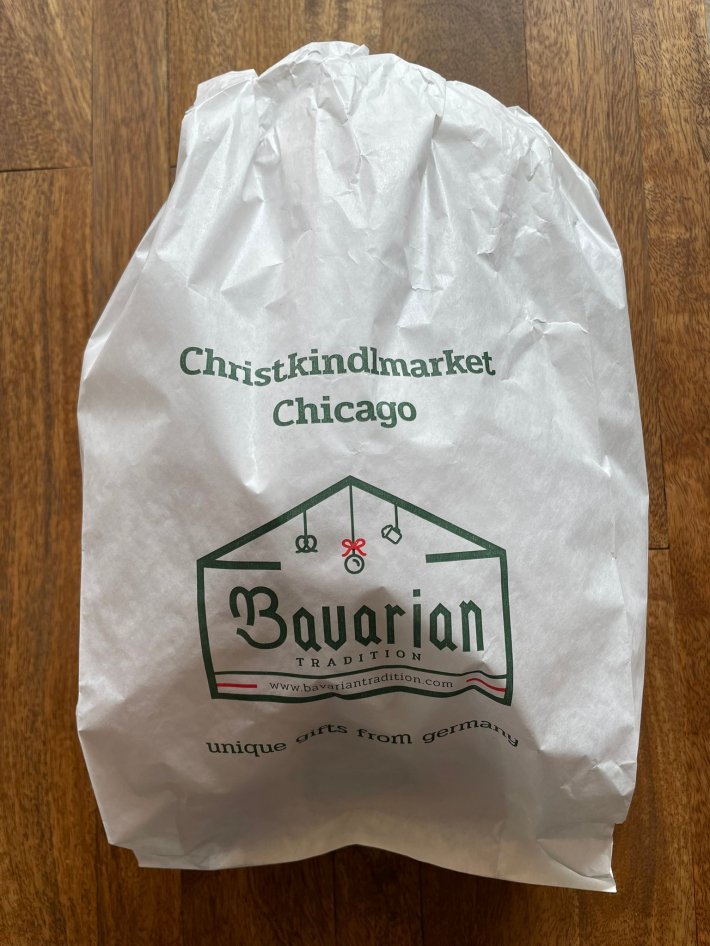 Christkindlmarket
Chicago
Bavarian
TRADITION
www.bavariantradition.com
unique gifts from germany